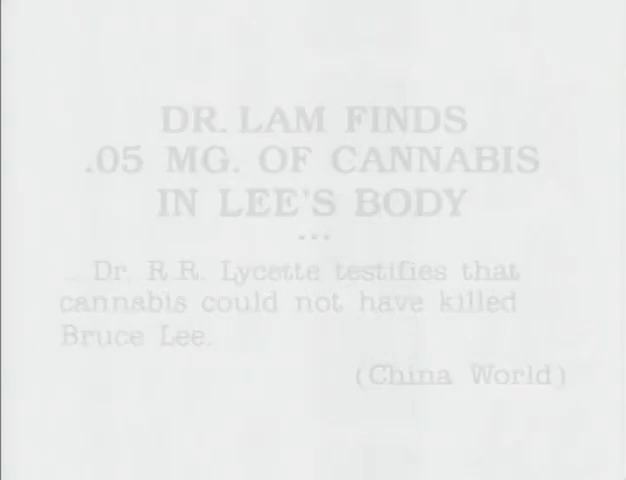 DR. LAM FINDS
.05 MG. OF CANNABIS
IN LEE'S BODY
...
Dr. R.R. Lycette testifies that
cannabis could not have killed
Bruce Lee.
(China World)